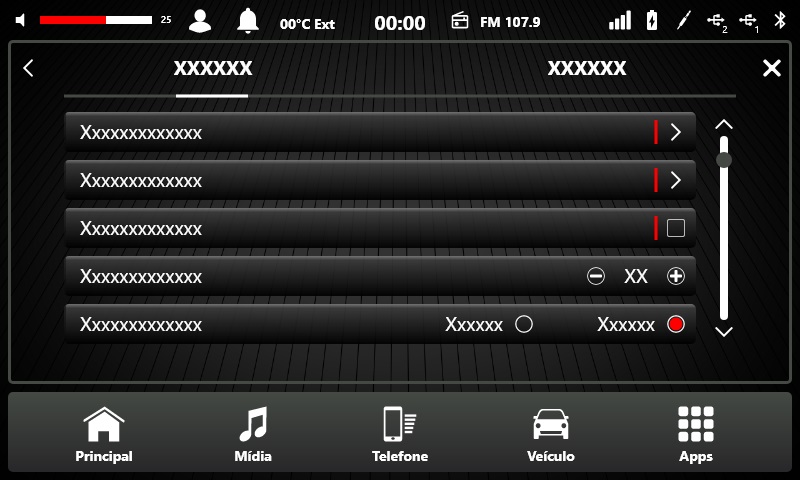 25 00°C Ext 00:00 FM 107.9 2 1
XXXXXX XXXXXX
Xxxxxxxxxxxxx
Xxxxxxxxxxxxx
Xxxxxxxxxxxxx
Xxxxxxxxxxxxx XX
Xxxxxxxxxxxxx Xxxxxx Xxxxxx
Principal Mídia Telefone Veículo Apps